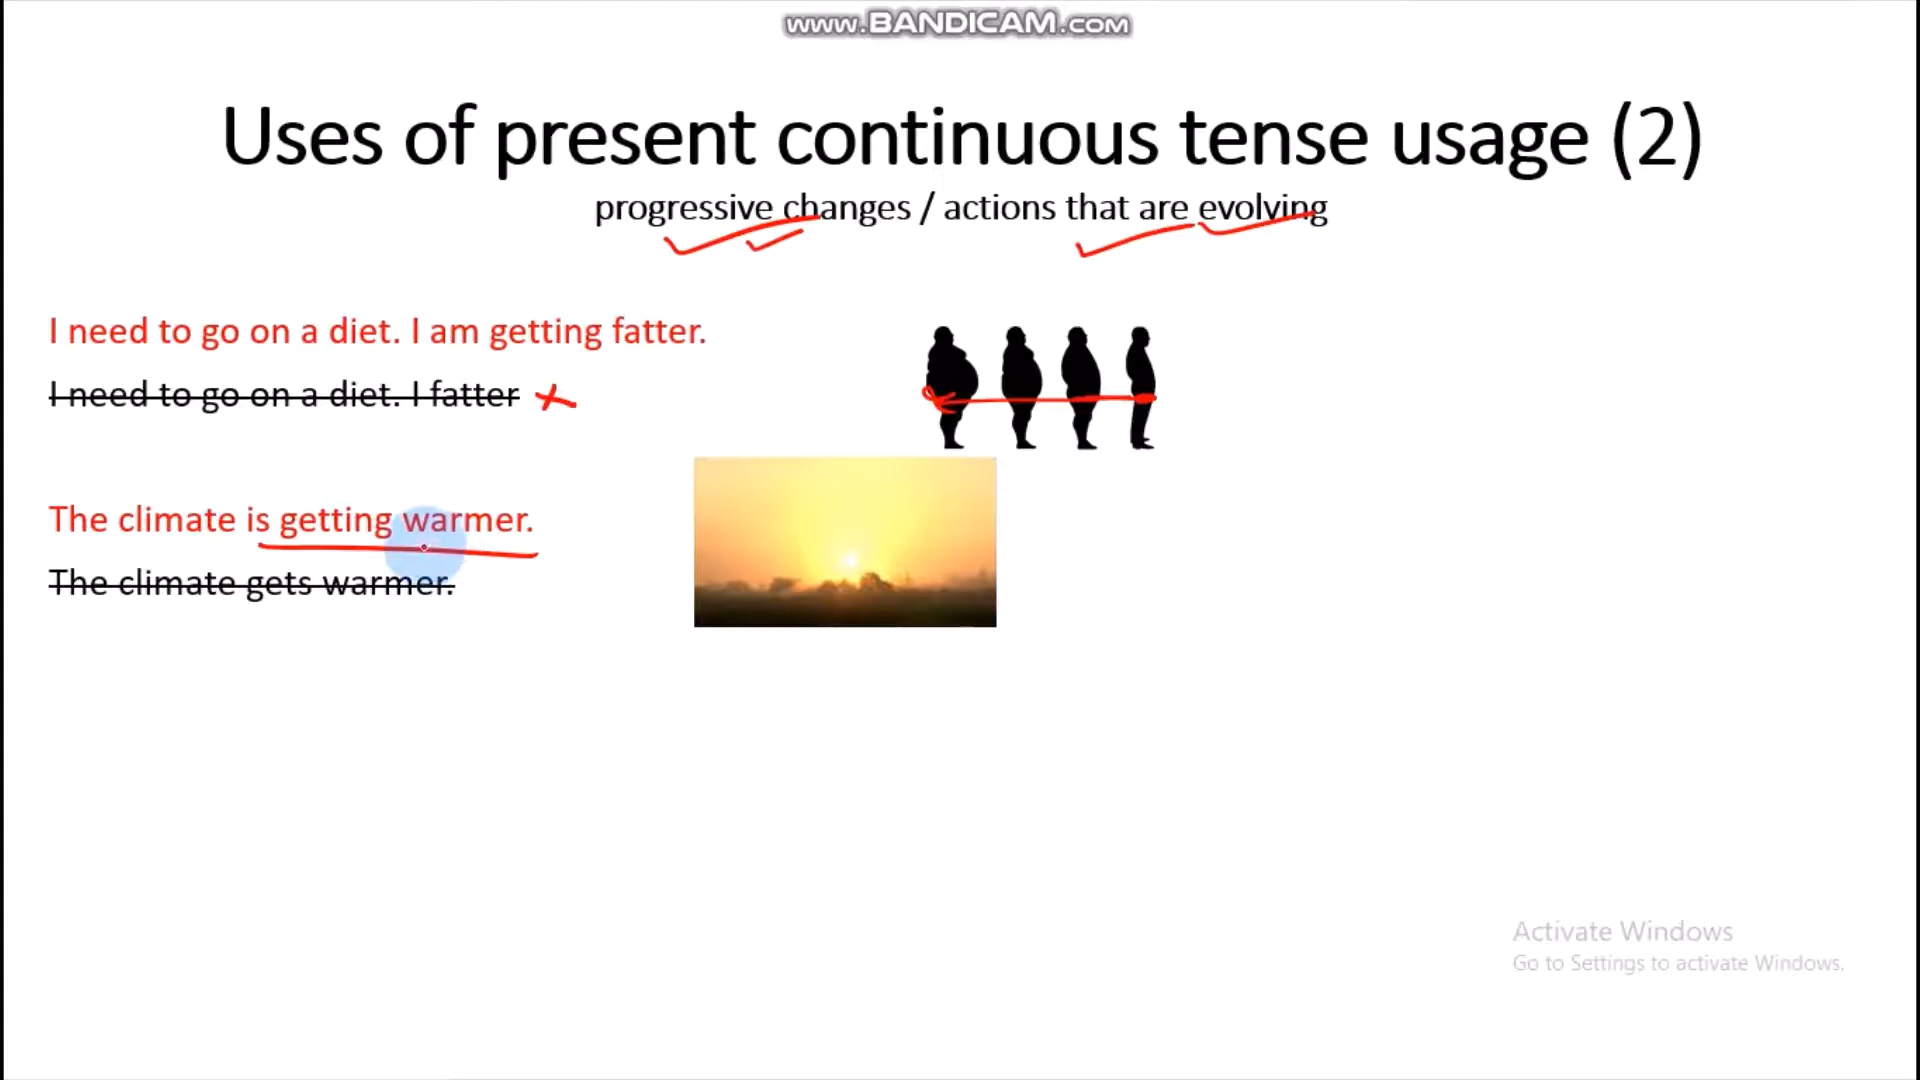 www.BANDICAM.com
Uses of present continuous tense usage (2)
progressive changes / actions that are evolving
I need to go on a diet. I am getting fatter.
I need to go on a diet. I fatter
The climate is getting warmer.
The climate gets warmer.
Activate Windows
Go to Settings to activate Windows.